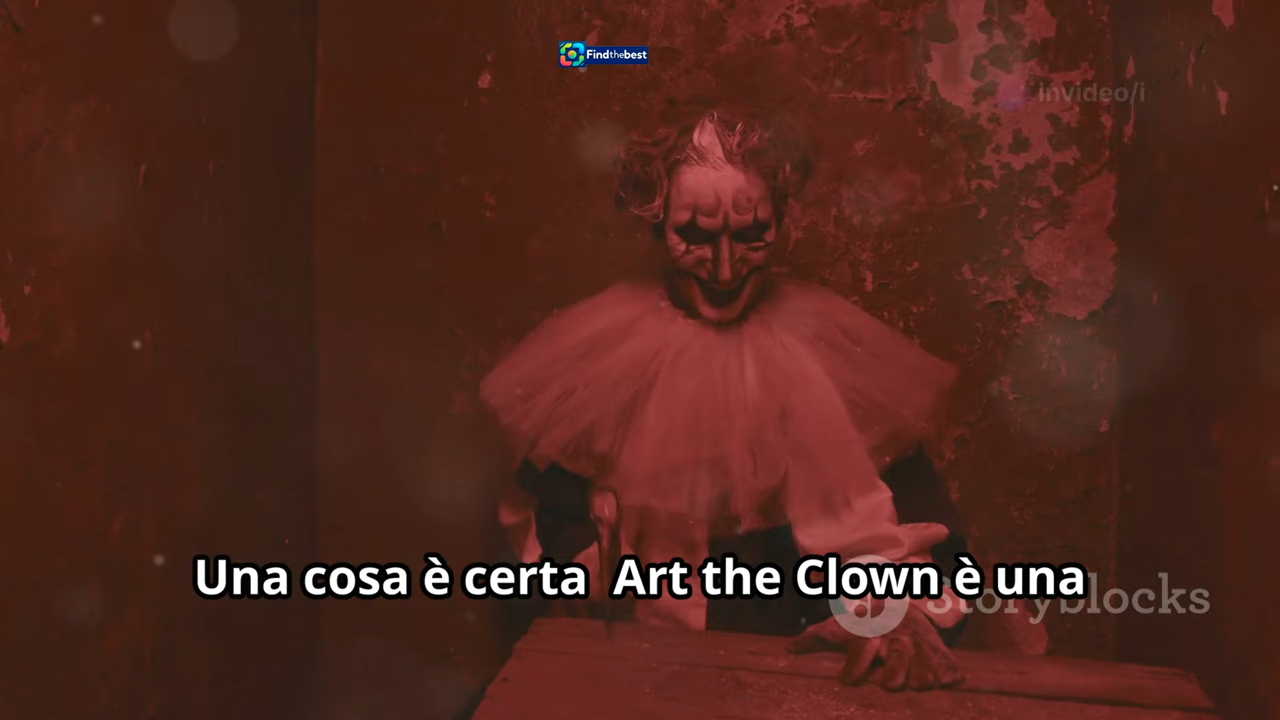 Findthebest
invideo/i
Una cosa è certa  Art the Clown è una
Storyblocks